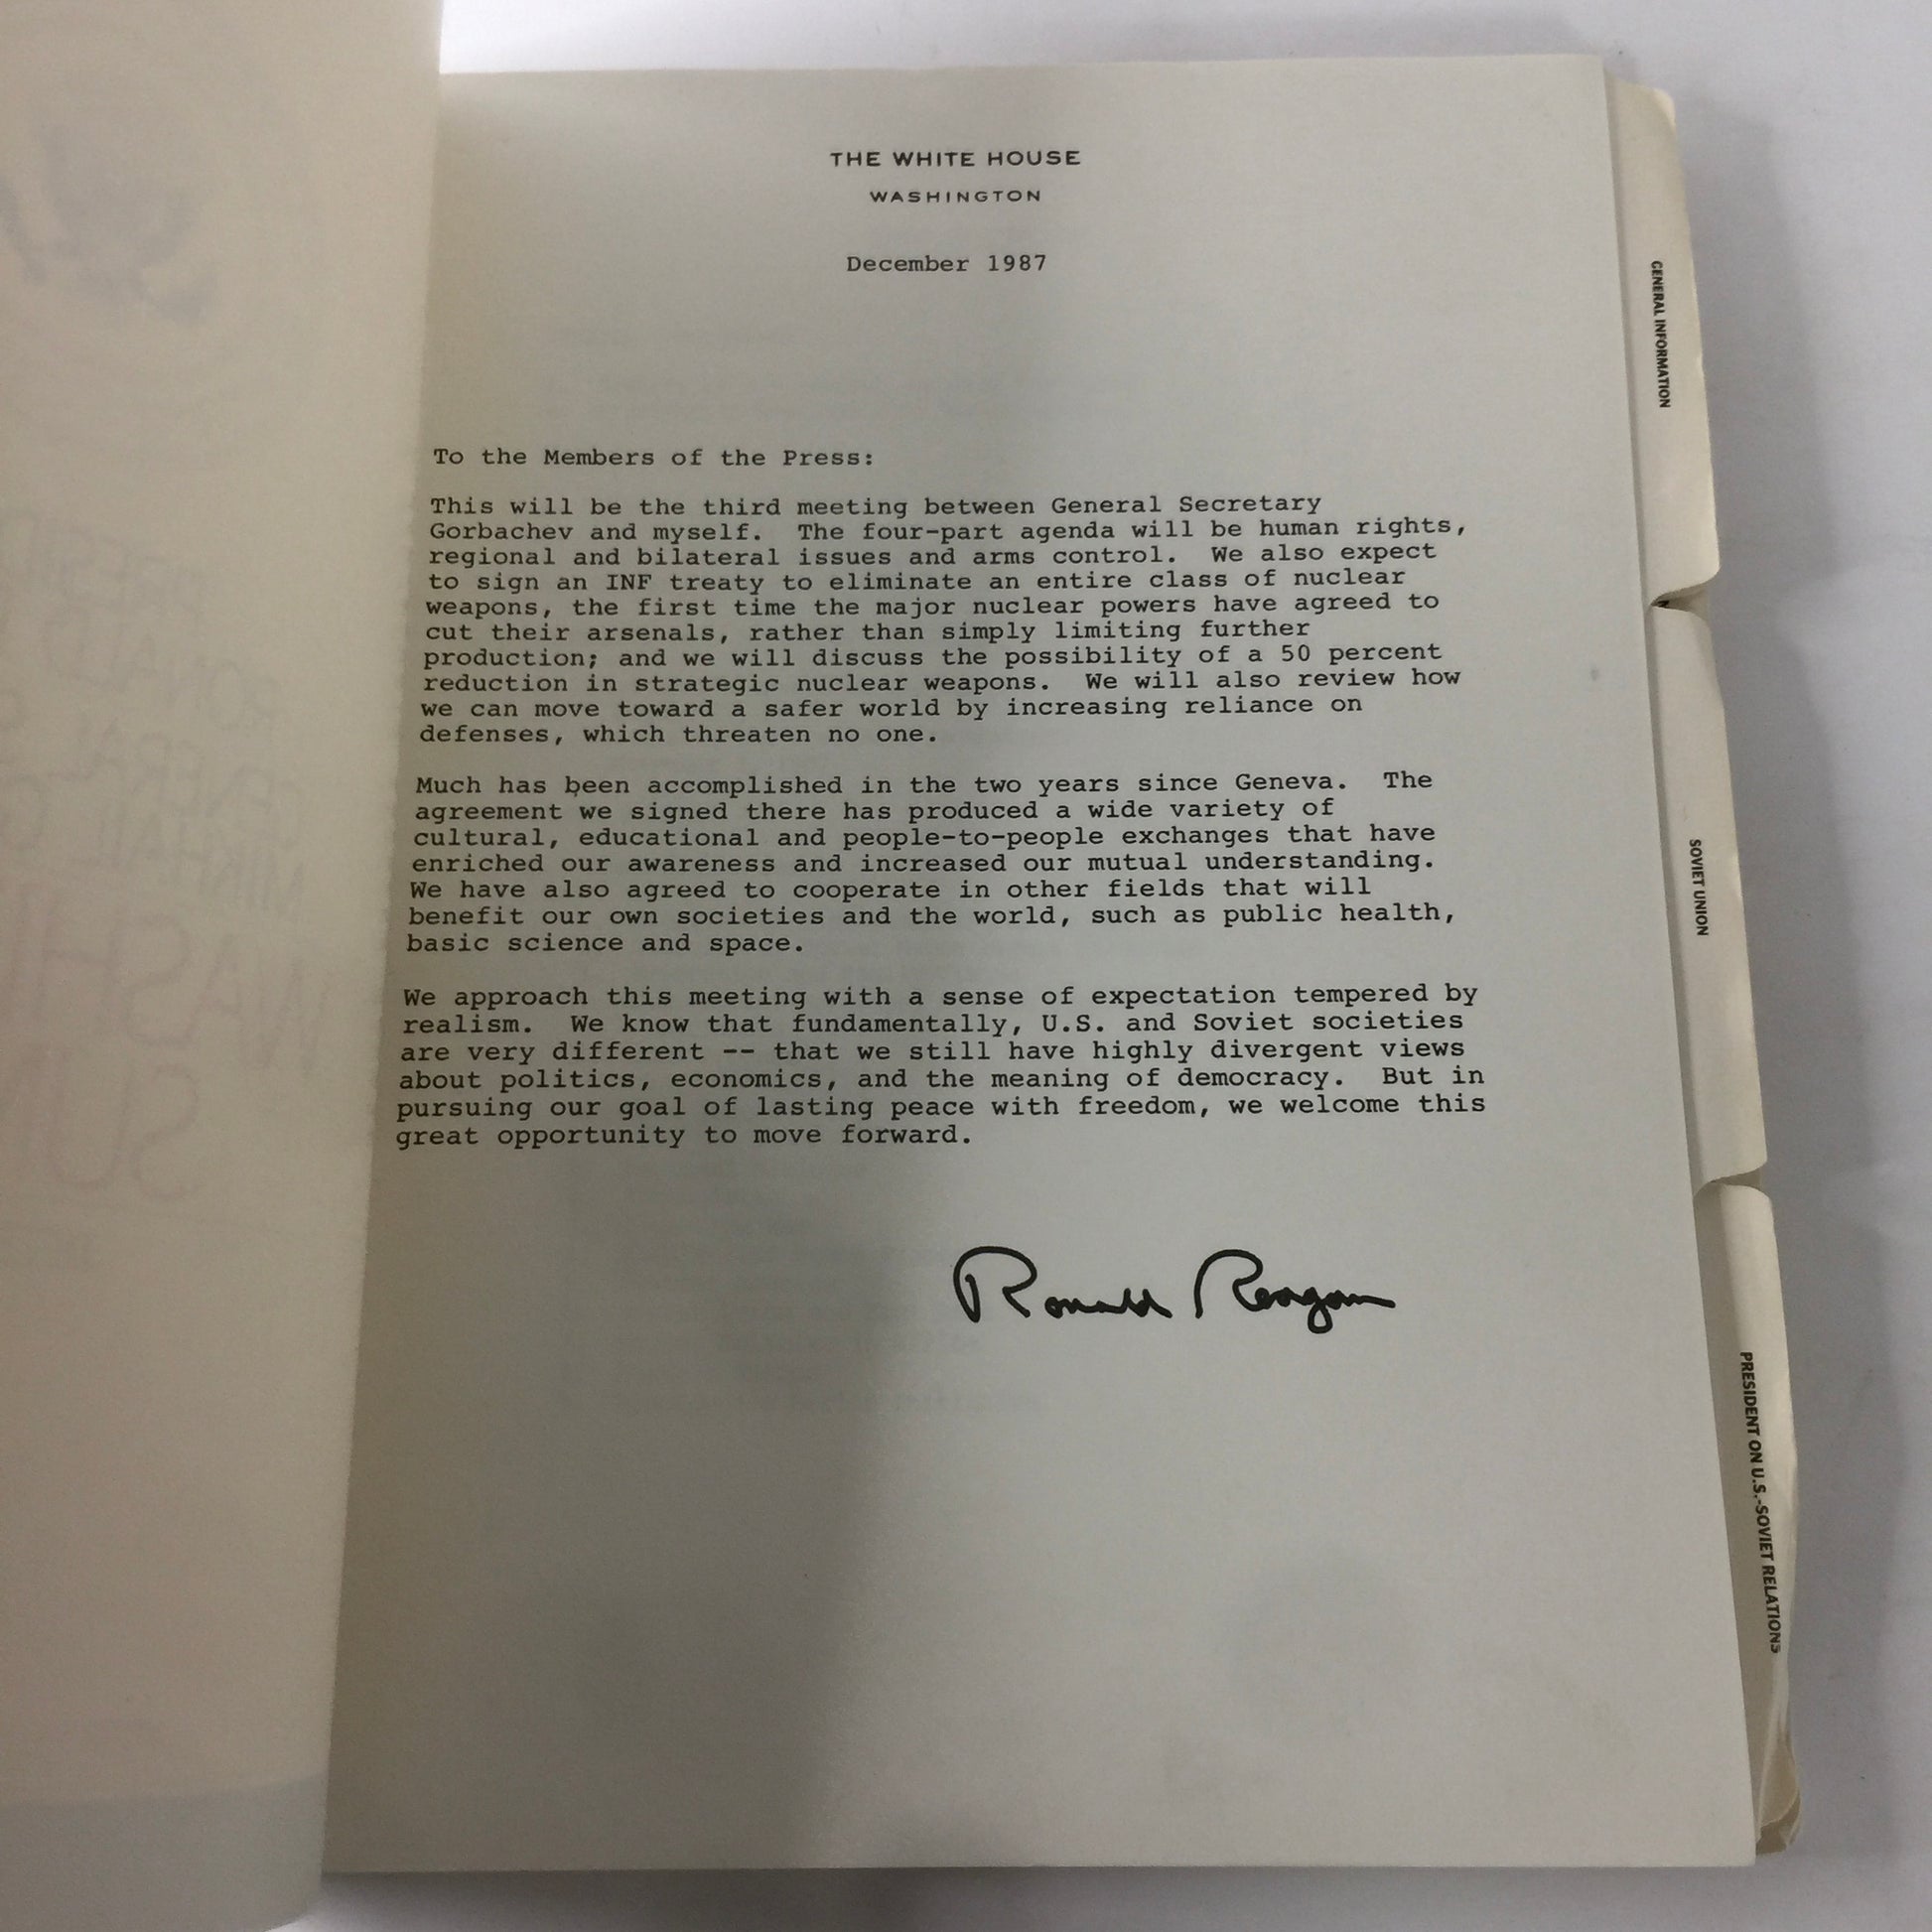 THE WHITE HOUSE
WASHINGTON
December 1987
To the Members of the Press:
This will be the third meeting between General Secretary
Gorbachev and myself.  The four-part agenda will be human rights,
regional and bilateral issues and arms control.  We also expect
to sign an INF treaty to eliminate an entire class of nuclear
weapons, the first time the major nuclear powers have agreed to
cut their arsenals, rather than simply limiting further
production; and we will discuss the possibility of a 50 percent
reduction in strategic nuclear weapons.  We will also review how
we can move toward a safer world by increasing reliance on
defenses, which threaten no one.
Much has been accomplished in the two years since Geneva.  The
agreement we signed there has produced a wide variety of
cultural, educational and people-to-people exchanges that have
enriched our awareness and increased our mutual understanding.
We have also agreed to cooperate in other fields that will
benefit our own societies and the world, such as public health,
basic science and space.
We approach this meeting with a sense of expectation tempered by
realism.  We know that fundamentally, U.S. and Soviet societies
are very different -- that we still have highly divergent views
about politics, economics, and the meaning of democracy.  But in
pursuing our goal of lasting peace with freedom, we welcome this
great opportunity to move forward.
Ronald Reagan
GENERAL INFORMATION
SOVIET UNION
PRESIDENT ON U.S.-SOVIET RELATIONS